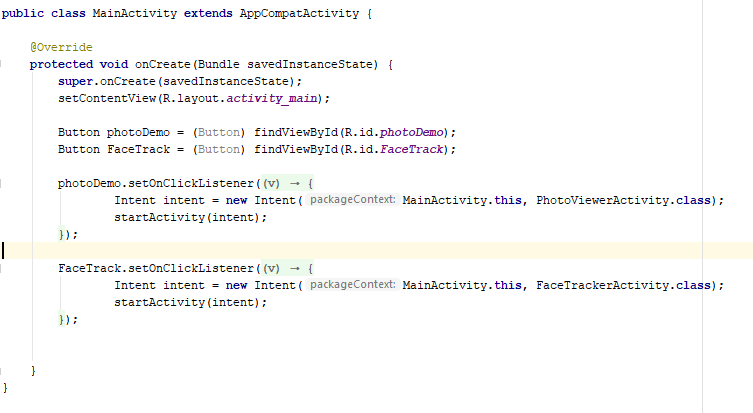 public class MainActivity extends AppCompatActivity {
@Override
protected void onCreate(Bundle savedInstanceState) {
super.onCreate(savedInstanceState);
setContentView(R.layout.activity_main);
Button photoDemo = (Button) findViewById(R.id.photoDemo);
Button FaceTrack = (Button) findViewById(R.id.FaceTrack);
photoDemo.setOnClickListener((v) → {
Intent intent = new Intent( packageContext: MainActivity.this, PhotoViewerActivity.class);
startActivity(intent);
});
FaceTrack.setOnClickListener((v) → {
Intent intent = new Intent( packageContext: MainActivity.this, FaceTrackerActivity.class);
startActivity(intent);
});
}
}